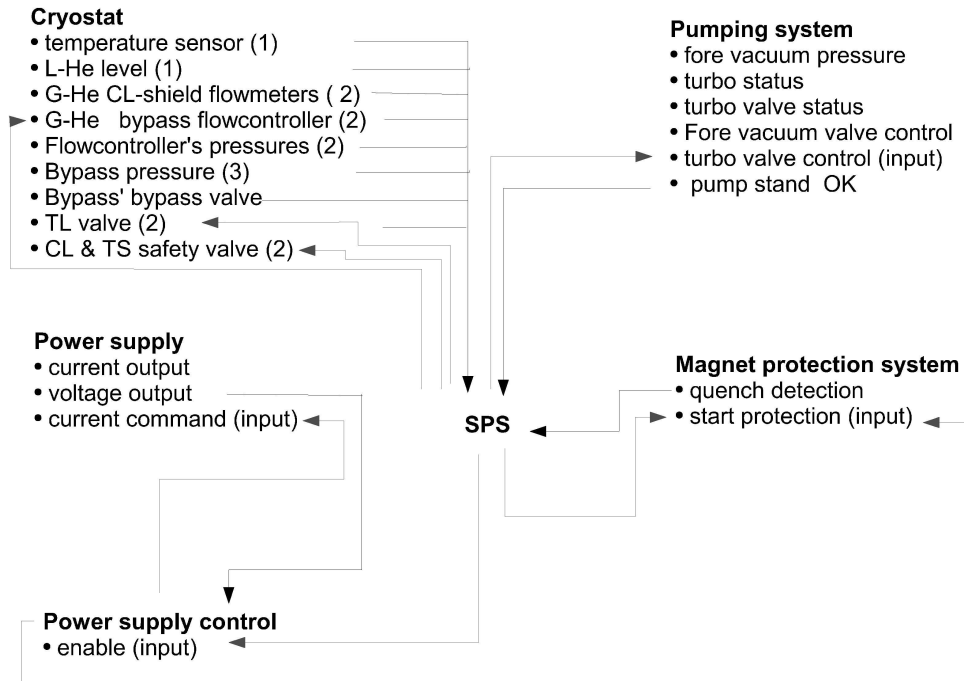 Cryostat
• temperature sensor (1)
• L-He level (1)
• G-He CL-shield flowmeters ( 2)
• G-He bypass flowcontroller (2)
• Flowcontroller's pressures (2)
• Bypass pressure (3)
• Bypass' bypass valve
• TL valve (2)
• CL & TS safety valve (2)
Pumping system
• fore vacuum pressure
• turbo status
• turbo valve status
• Fore vacuum valve control
• turbo valve control (input)
• pump stand OK
Power supply
• current output
• voltage output
• current command (input)
Magnet protection system
• quench detection
• start protection (input)
SPS
Power supply control
• enable (input)